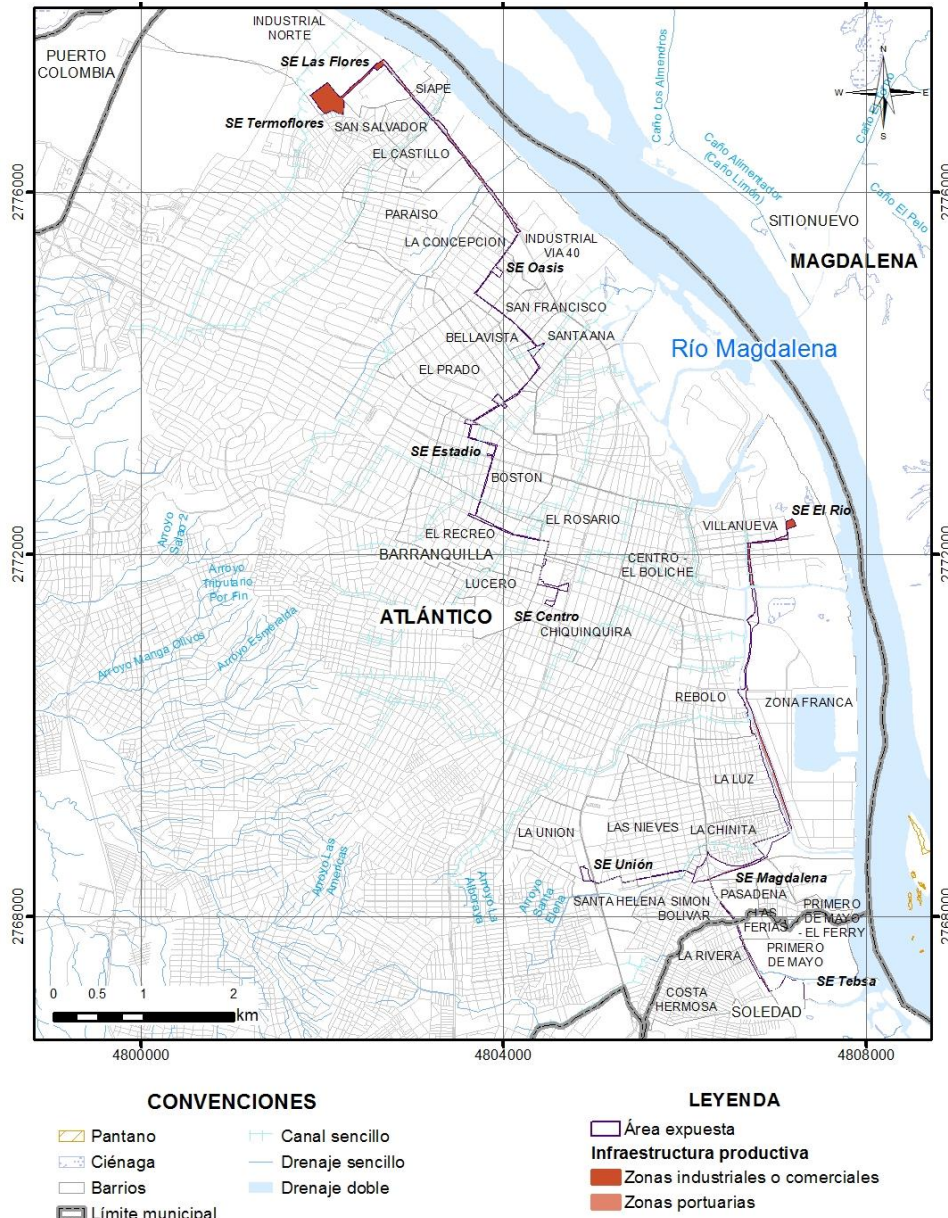 INDUSTRIAL
NORTE
PUERTO
COLOMBIA
SE Las Flores
SIAPE
SE Termoflores
SAN SALVADOR
EL CASTILLO
Caño Los Almendros
N
W
E
S
Caño Alimentador
(Caño Limón)
Caño El Pelo
SITIONUEVO
MAGDALENA
2776000
2776000
PARAISO
LA CONCEPCION
INDUSTRIAL
VIA 40
SE Oasis
SAN FRANCISCO
BELLAVISTA
SANTA ANA
EL PRADO
Río Magdalena
SE Estadio
BOSTON
EL ROSARIO
EL RECREO
BARRANQUILLA
LUCERO
CENTRO -
EL BOLICHE
VILLANUEVA
SE El Rio
2772000
2772000
Arroyo
Salao 2
Arroyo
Tributario
Por Fin
Arroyo Manga Olivos
Arroyo Esmeralda
ATLÁNTICO
SE Centro
CHIQUINQUIRA
REBOLO
ZONA FRANCA
LA LUZ
LA UNION
LAS NIEVES
LA CHINITA
SE Unión
SE Magdalena
Arroyo Las
Americas
Arroyo La
Arroyo
Santa
Elena
SANTA HELENA
SIMON
BOLIVAR
PASADENA
LAS
FERIAS
PRIMERO
DE MAYO
- EL FERRY
PRIMERO
DE MAYO
LA RIVERA
SE Tebsa
COSTA
HERMOSA
SOLEDAD
2768000
2768000
0 0.5 1 2
km
4800000
4804000
4808000
CONVENCIONES
Pantano
Ciénaga
Barrios
Límite municipal
Canal sencillo
Drenaje sencillo
Drenaje doble
LEYENDA
Área expuesta
Infraestructura productiva
Zonas industriales o comerciales
Zonas portuarias